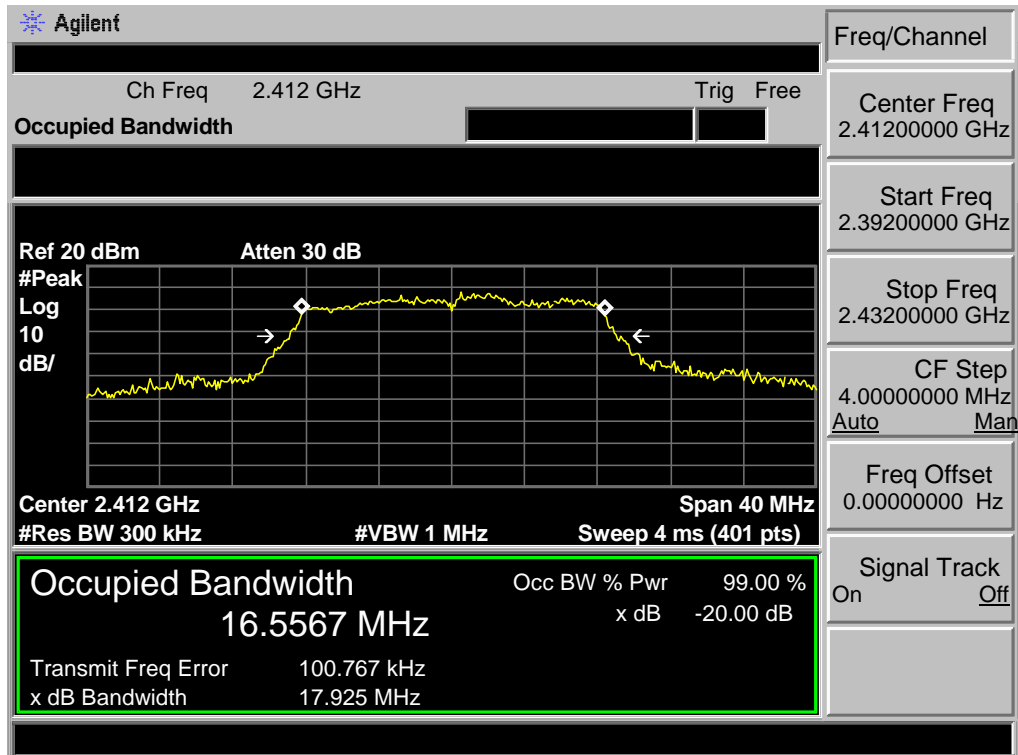 Agilent
Ch Freq 2.412 GHz Trig Free
Occupied Bandwidth
Ref 20 dBm Atten 30 dB
#Peak
Log
10
dB/
Center 2.412 GHz Span 40 MHz
#Res BW 300 kHz #VBW 1 MHz Sweep 4 ms (401 pts)
Occupied Bandwidth
16.5567 MHz
Occ BW % Pwr 99.00 %
x dB -20.00 dB
Transmit Freq Error 100.767 kHz
x dB Bandwidth 17.925 MHz
Freq/Channel
Center Freq
2.41200000 GHz
Start Freq
2.39200000 GHz
Stop Freq
2.43200000 GHz
CF Step
4.00000000 MHz
Auto Man
Freq Offset
0.00000000 Hz
Signal Track
On Off